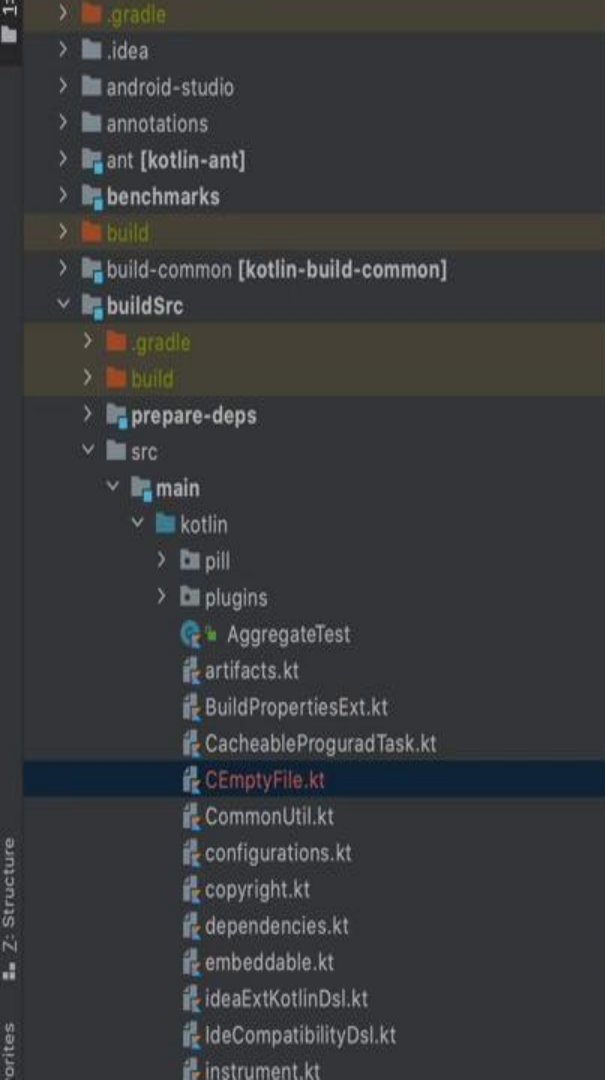 1:
.gradle
.idea
android-studio
annotations
ant [kotlin-ant]
benchmarks
build
build-common [kotlin-build-common]
buildSrc
.gradle
build
prepare-deps
src
main
kotlin
pill
plugins
AggregateTest
artifacts.kt
BuildPropertiesExt.kt
CacheableProguradTask.kt
CEmptyFile.kt
CommonUtil.kt
configurations.kt
copyright.kt
dependencies.kt
embeddable.kt
ideaExtKotlinDsl.kt
IdeCompatibilityDsl.kt
instrument.kt
Z: Structure
orites